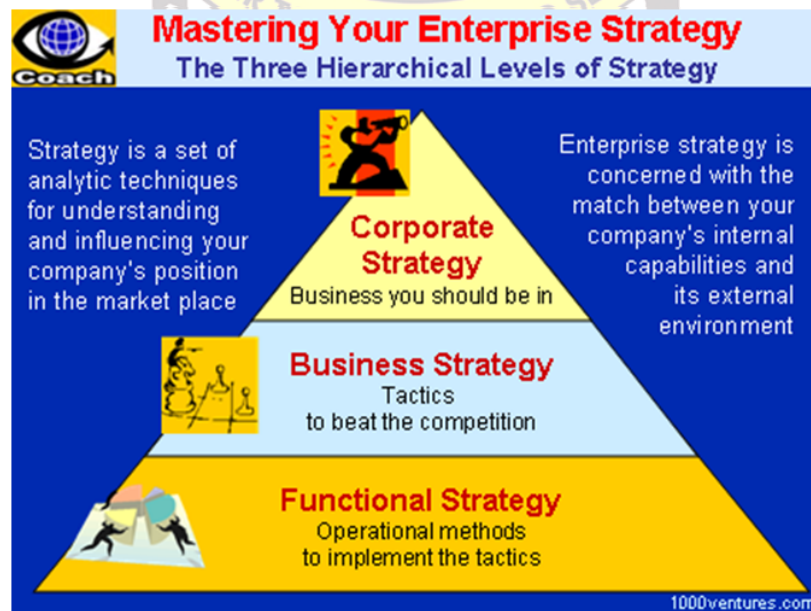 Coach
Mastering Your Enterprise Strategy
The Three Hierarchical Levels of Strategy
Strategy is a set of
analytic techniques
for understanding
and influencing your
company's position
in the market place
Enterprise strategy is
concerned with the
match between your
company's internal
capabilities and
its external
environment
Corporate
Strategy
Business you should be in
Business Strategy
Tactics
to beat the competition
Functional Strategy
Operational methods
to implement the tactics
1000ventures.com